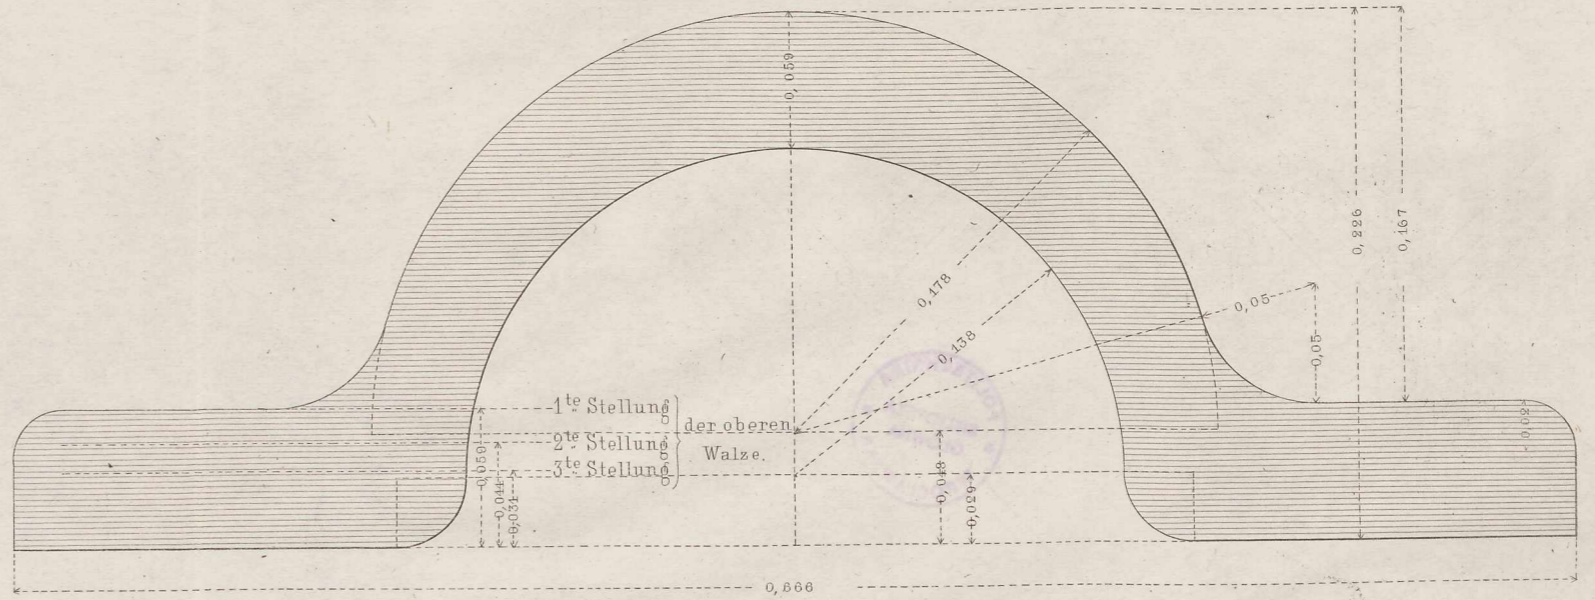 0,059
0,226
0,167
0,178
0,05
0,138
0,05
1te Stellung
der oberen
0,02
2te Stellung
Walze.
3te Stellung
0,059
0,044
0,031
0,048
0,029
0,666